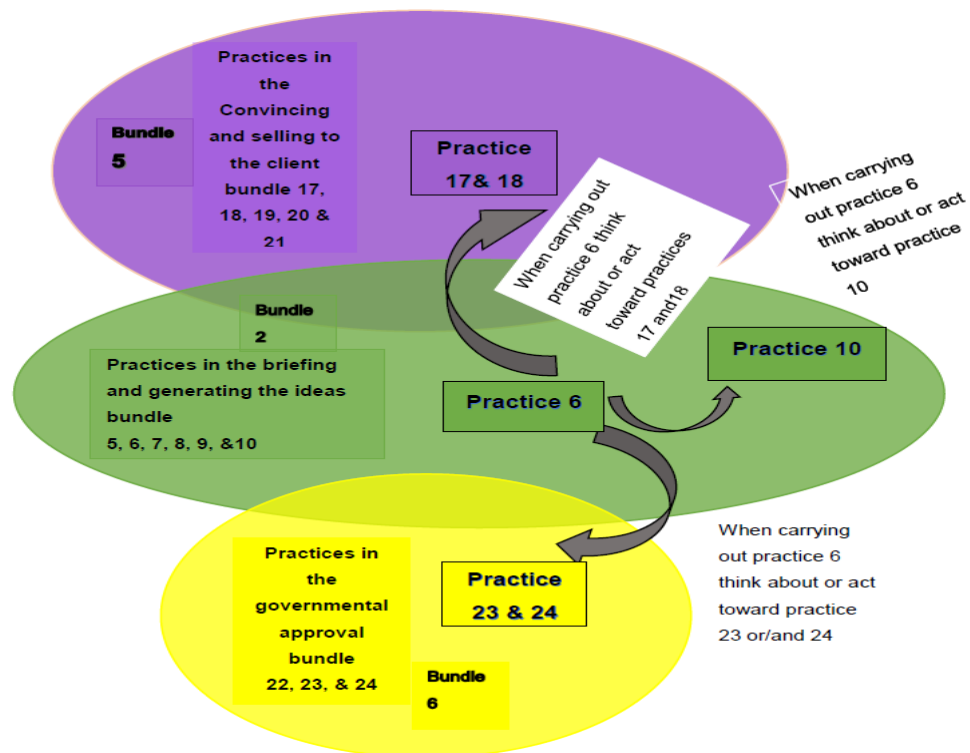 Practices in
the
Convincing
and selling to
the client
bundle 17,
18, 19, 20 &
21
Bundle
5
Practice
17& 18
When carrying out
practice 6 think
about or act
toward practices
17 and18
When carrying
out practice 6
think about or act
toward practice
10
Bundle
2
Practices in the briefing
and generating the ideas
bundle
5, 6, 7, 8, 9, &10
Practice 6
Practice 10
Practices in
the
governmental
approval
bundle
22, 23, & 24
Practice
23 & 24
Bundle
6
When carrying
out practice 6
think about or act
toward practice
23 or/and 24